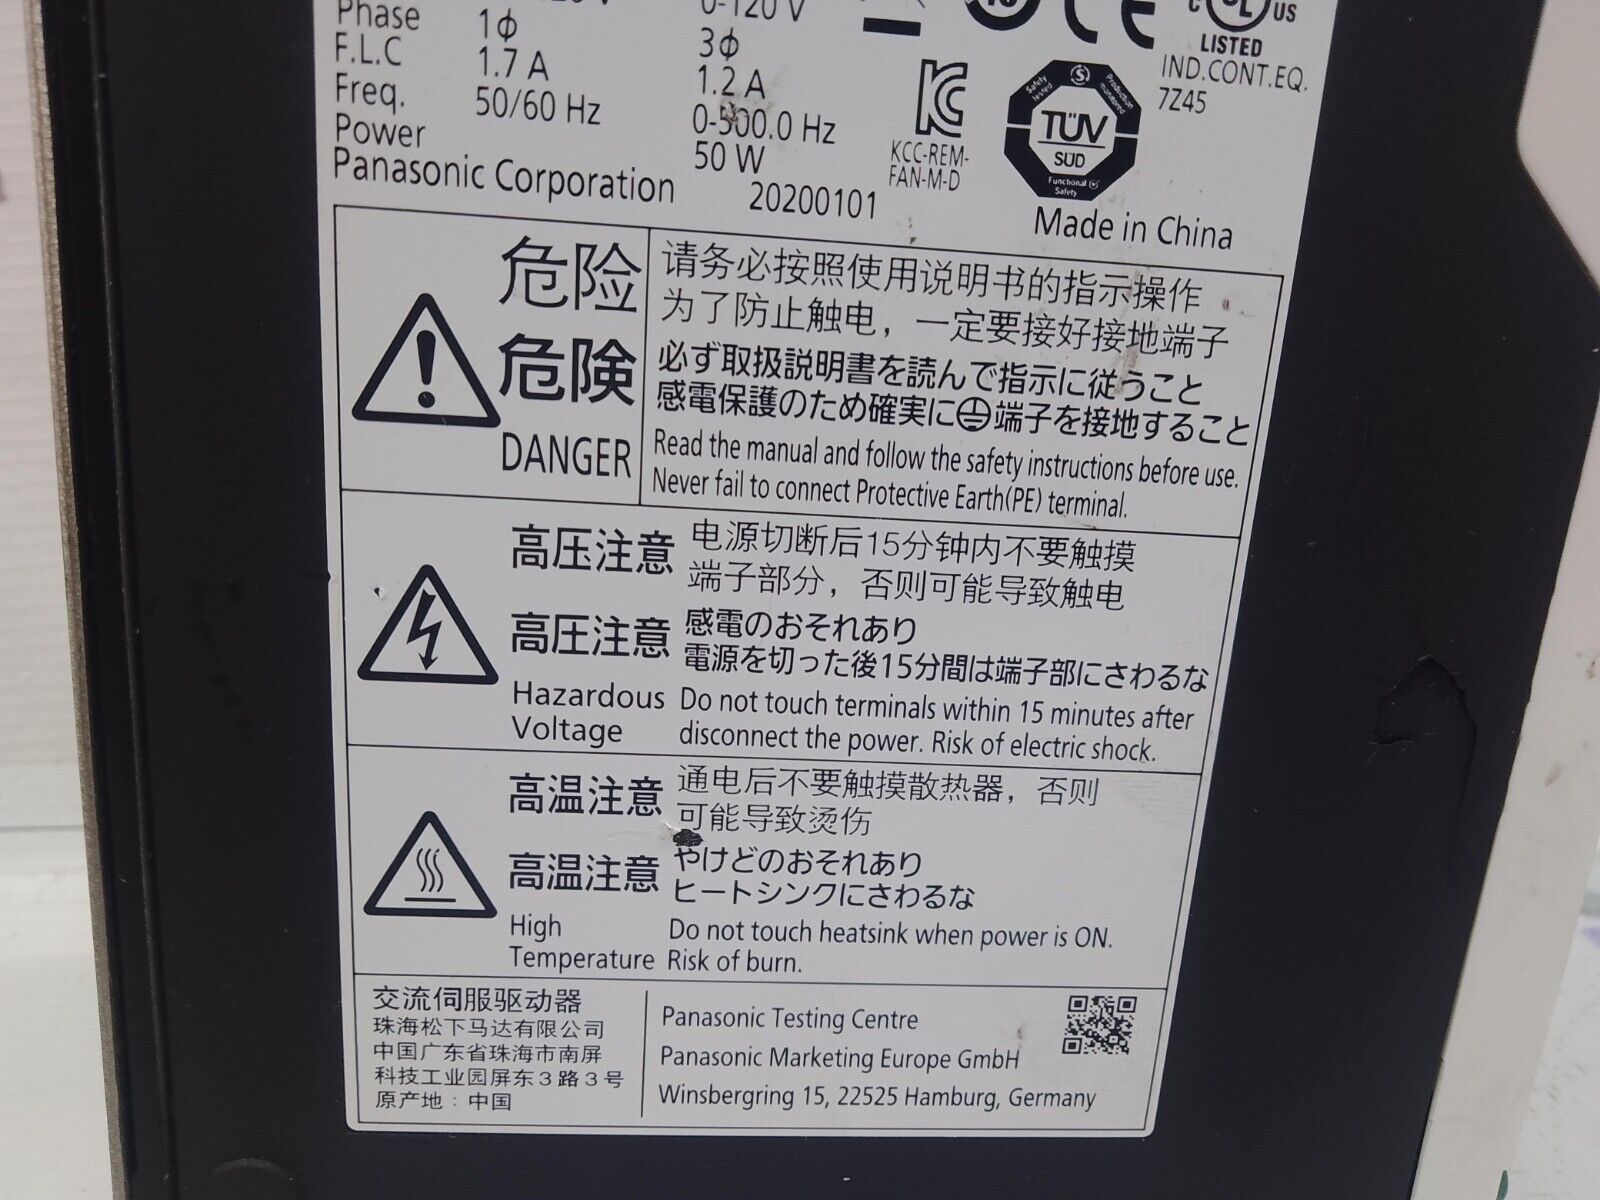 0-120 V
Phase 1ϕ 3ϕ
F.L.C 1.7 A 1.2 A
Freq. 50/60 Hz 0-500.0 Hz
Power 50 W
Panasonic Corporation 20200101
KC
KCC-REM-
FAN-M-D
Safety tested
Production monitored
TÜV
SÜD
Functional Safety
CE
C UL US
LISTED
IND.CONT.EQ.
7Z45
Made in China
危险
危険
DANGER
请务必按照使用说明书的指示操作
为了防止触电，一定要接好接地端子
必ず取扱説明書を読んで指示に従うこと
感電保護のため確実に⏚端子を接地すること
Read the manual and follow the safety instructions before use.
Never fail to connect Protective Earth(PE) terminal.
高压注意
电源切断后15分钟内不要触摸
端子部分，否则可能导致触电
高圧注意
感電のおそれあり
電源を切った後15分間は端子部にさわるな
Hazardous
Voltage
Do not touch terminals within 15 minutes after
disconnect the power. Risk of electric shock.
高温注意
通电后不要触摸散热器，否则
可能导致烫伤
高温注意
やけどのおそれあり
ヒートシンクにさわるな
High
Temperature
Do not touch heatsink when power is ON.
Risk of burn.
交流伺服驱动器
珠海松下马达有限公司
中国广东省珠海市南屏
科技工业园屏东3路3号
原产地：中国
Panasonic Testing Centre
Panasonic Marketing Europe GmbH
Winsbergring 15, 22525 Hamburg, Germany